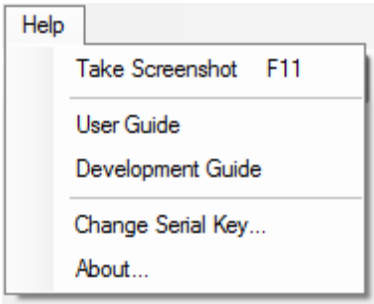 Help
Take Screenshot F11
User Guide
Development Guide
Change Serial Key...
About...